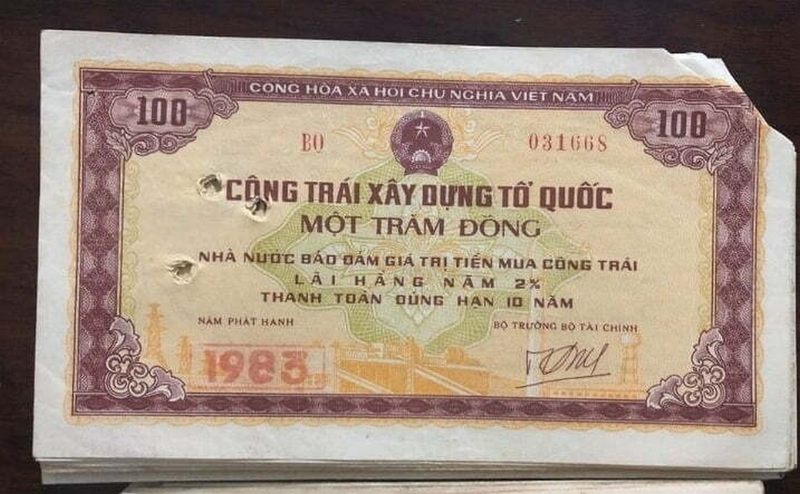 CỘNG HÒA XÃ HỘI CHỦ NGHĨA VIỆT NAM
100
100
BO
031668
CÔNG TRÁI XÂY DỰNG TỔ QUỐC
MỘT TRĂM ĐỒNG
NHÀ NƯỚC BẢO ĐẢM GIÁ TRỊ TIỀN MUA CÔNG TRÁI
LÃI HÀNG NĂM 2%
THANH TOÁN ĐÚNG HẠN 10 NĂM
NĂM PHÁT HÀNH
BỘ TRƯỞNG BỘ TÀI CHÍNH
1983